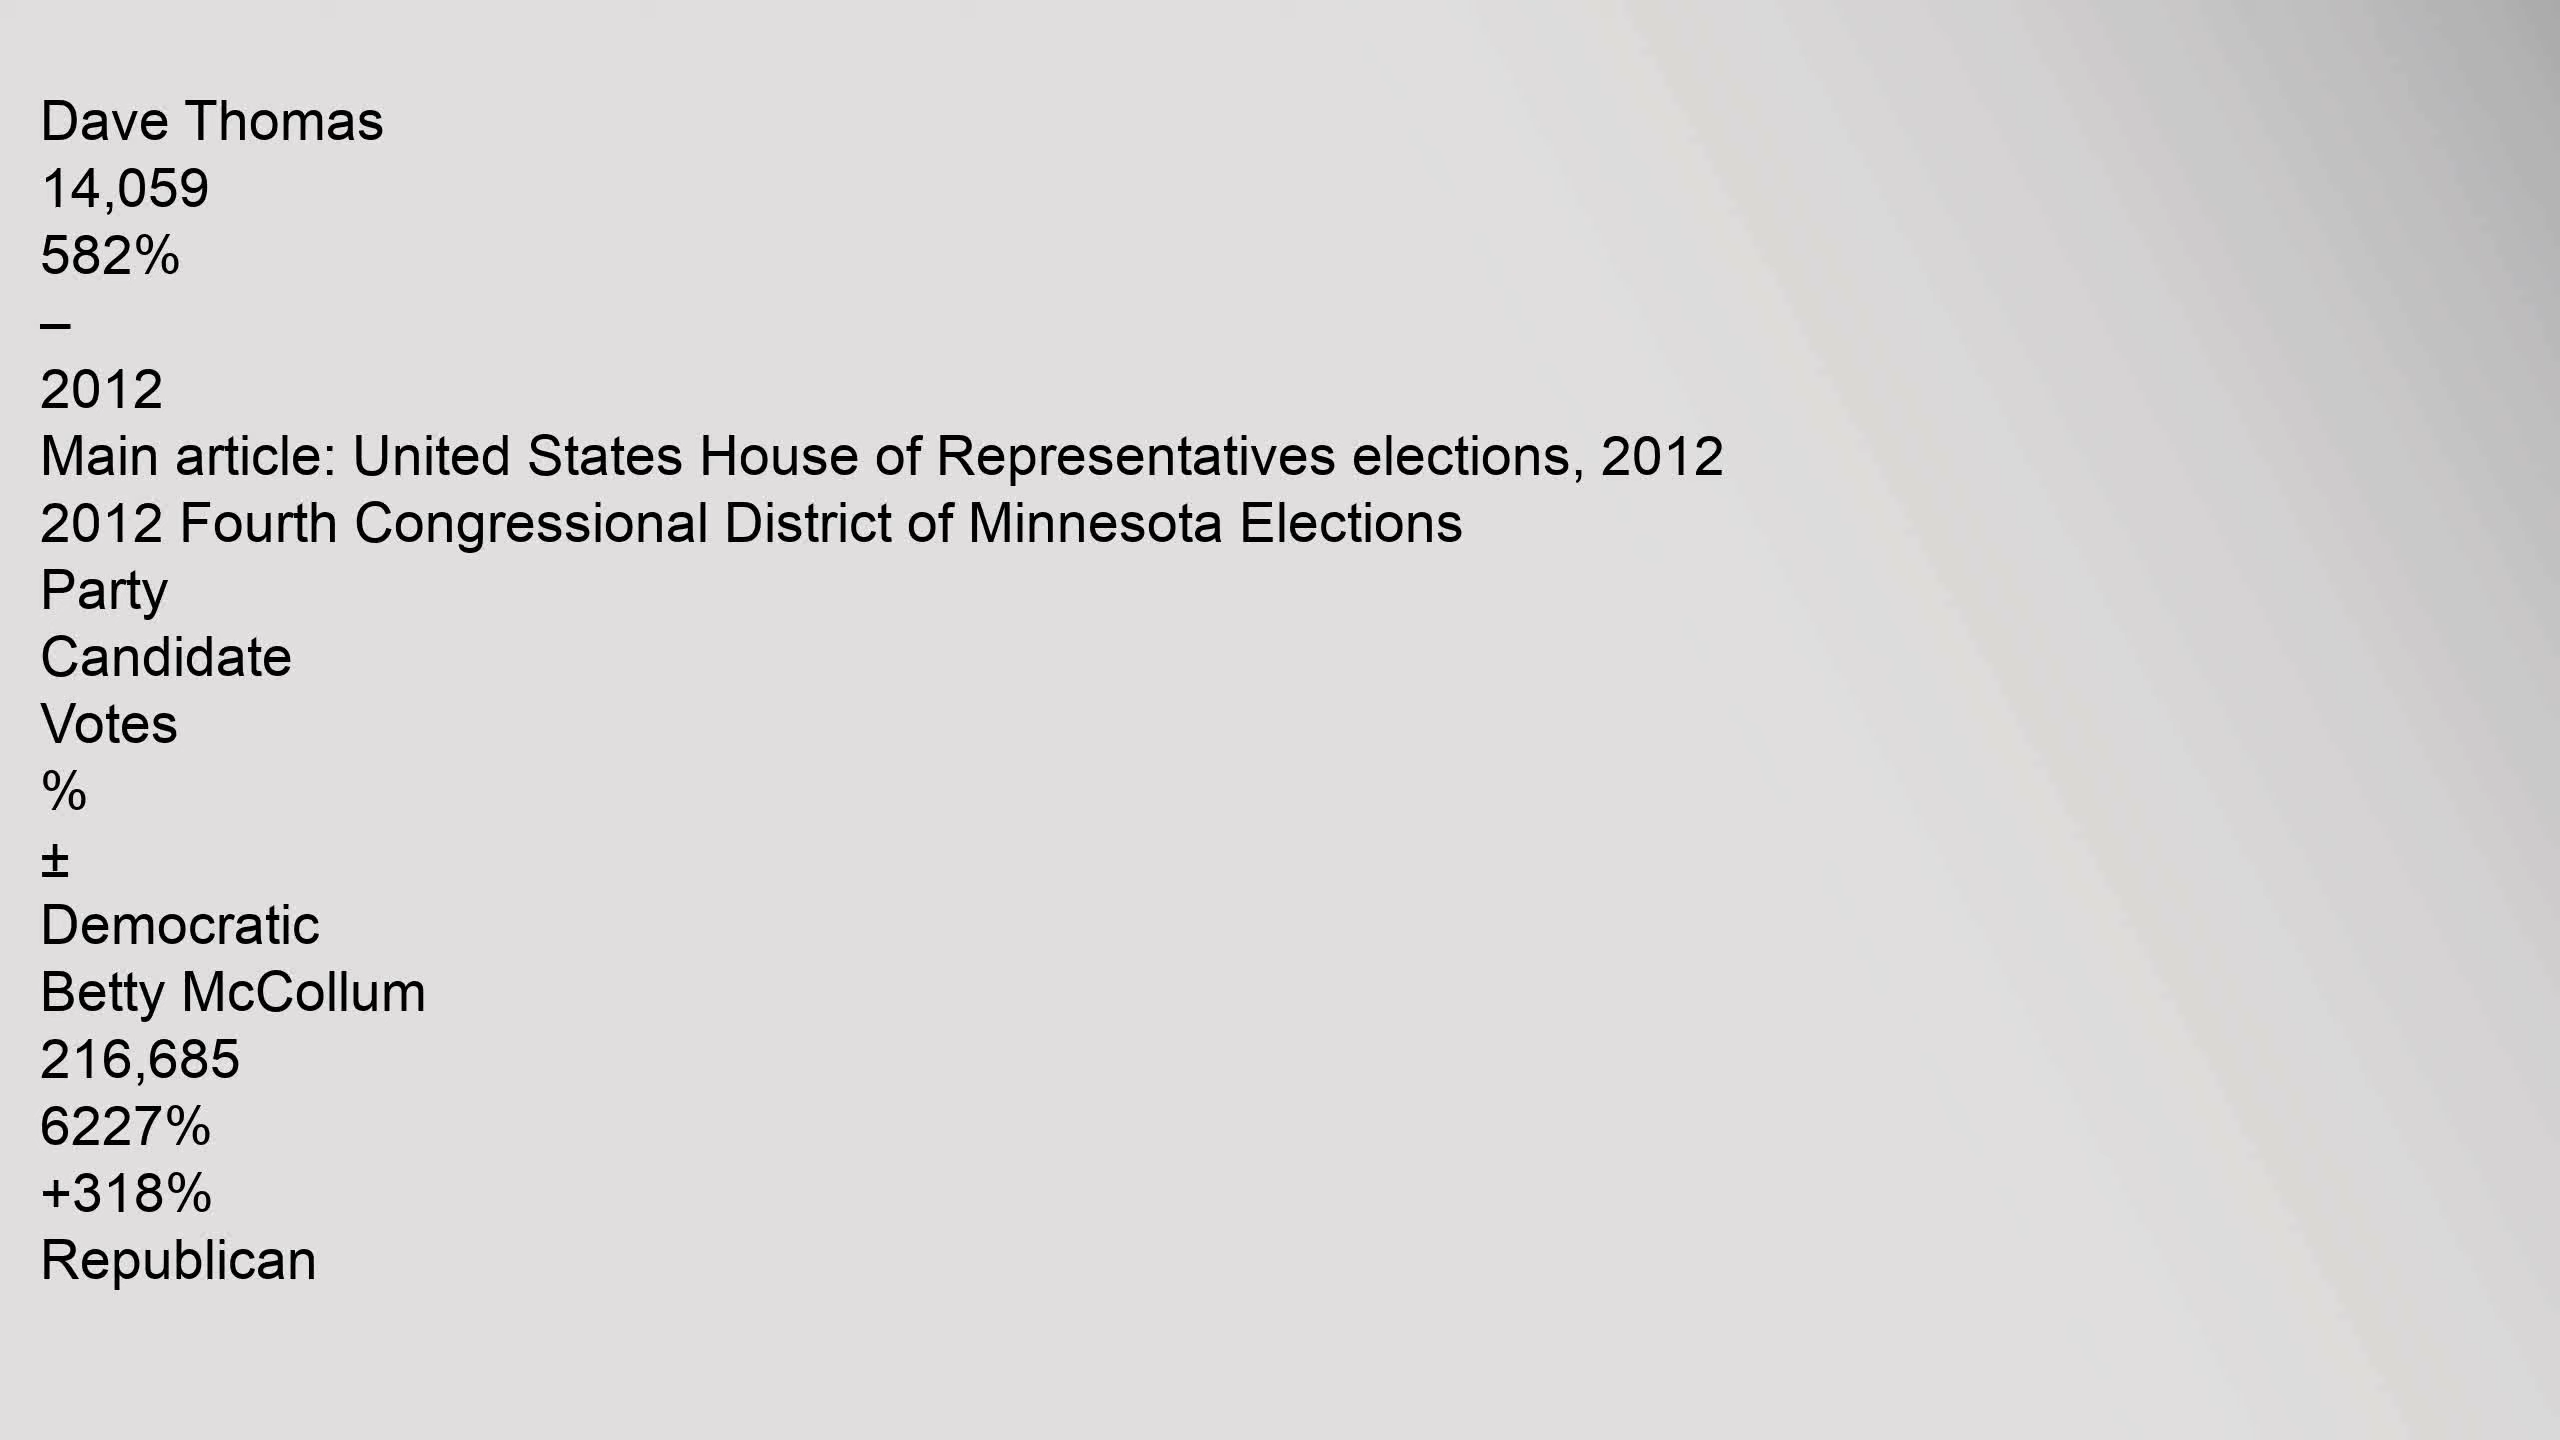 Dave Thomas
14,059
582%
–
2012
Main article: United States House of Representatives elections, 2012
2012 Fourth Congressional District of Minnesota Elections
Party
Candidate
Votes
%
±
Democratic
Betty McCollum
216,685
6227%
+318%
Republican